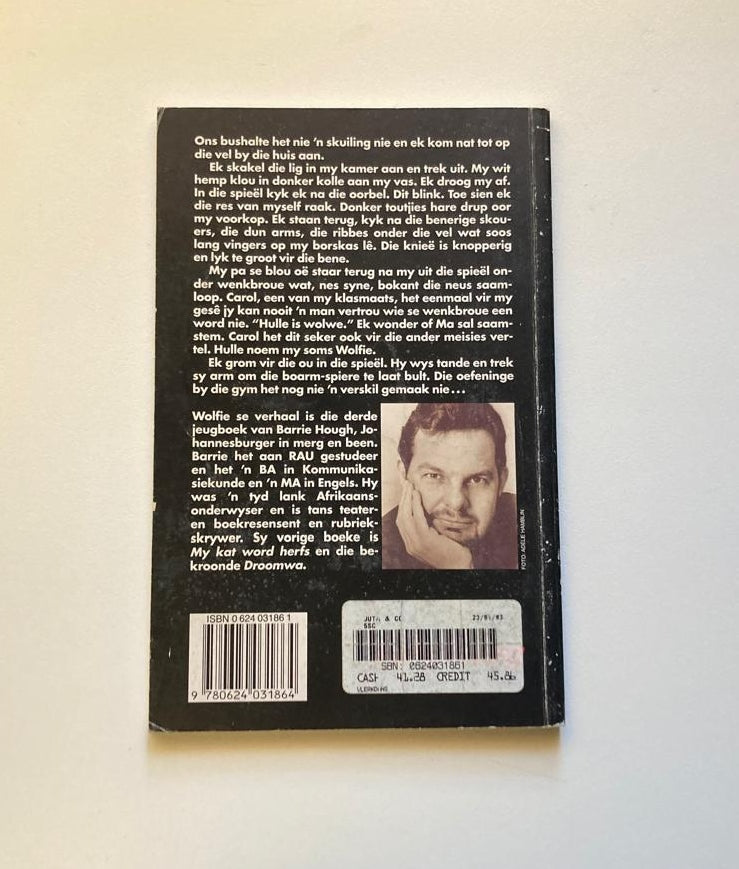 Ons bushalte het nie 'n skuiling nie en ek kom nat tot op
die vel by die huis aan.
Ek skakel die lig in my kamer aan en trek uit. My wit
hemp klou in donker kolle aan my vas. Ek droog my af.
In die spieël kyk ek na die oorbel. Dit blink. Toe sien ek
die res van myself raak. Donker toutjies hare drup oor
my voorkop. Ek staan terug, kyk na die benerige skou-
ers, die dun arms, die ribbes onder die vel wat soos
lang vingers op my borskas lê. Die knieë is knopperig
en lyk te groot vir die bene.
My pa se blou oë staar terug na my uit die spieël on-
der wenkbroue wat, nes syne, bokant die neus saam-
loop. Carol, een van my klasmaats, het eenmaal vir my
gesê jy kan nooit 'n man vertrou wie se wenkbroue een
word nie. "Hulle is wolwe." Ek wonder of Ma sal saam-
stem. Carol het dit seker ook vir die ander meisies ver-
tel. Hulle noem my soms Wolfie.
Ek grom vir die ou in die spieël. Hy wys tande en trek
sy arm om die boarm-spiere te laat bult. Die oefeninge
by die gym het nog nie 'n verskil gemaak nie...
Wolfie se verhaal is die derde
jeugboek van Barrie Hough, Jo-
hannesburger in merg en been.
Barrie het aan RAU gestudeer
en het 'n BA in Kommunika-
siekunde en 'n MA in Engels. Hy
was 'n tyd lank Afrikaans-
onderwyser en is tans teater-
en boekresensent en rubriek-
skrywer. Sy vorige boeke is
My kat word herfs en die be-
kroonde Droomwa.
FOTO: ADELE HAMBLIN
ISBN 0 624 03186 1
9 780624 031864
JUTA & CO
SSC
SBN: 0624031861
CASH 41.28 CREDIT 45.86